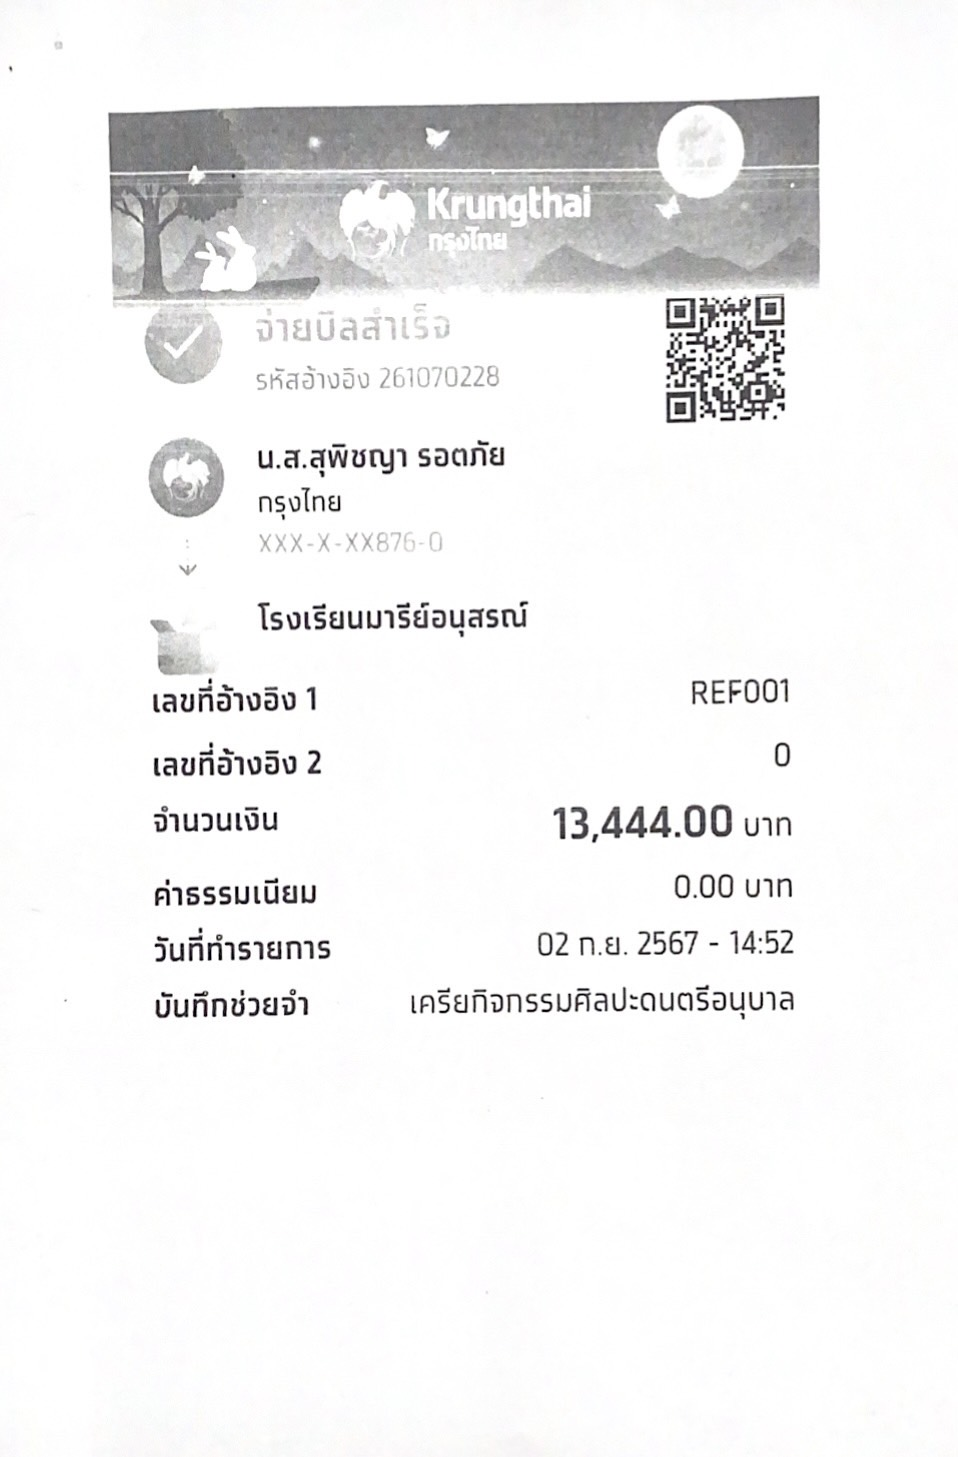 Krungthai
กรุงไทย
จ่ายบิลสำเร็จ
รหัสอ้างอิง 261070228
น.ส.สุพิชญา รอตภัย
กรุงไทย
XXX-X-XX876-0
โรงเรียนมารีย์อนุสรณ์
เลขที่อ้างอิง 1 REF001
เลขที่อ้างอิง 2 0
จำนวนเงิน 13,444.00 บาท
ค่าธรรมเนียม 0.00 บาท
วันที่ทำรายการ 02 ก.ย. 2567 - 14:52
บันทึกช่วยจำ เครียกิจกรรมศิลปะดนตรีอนุบาล